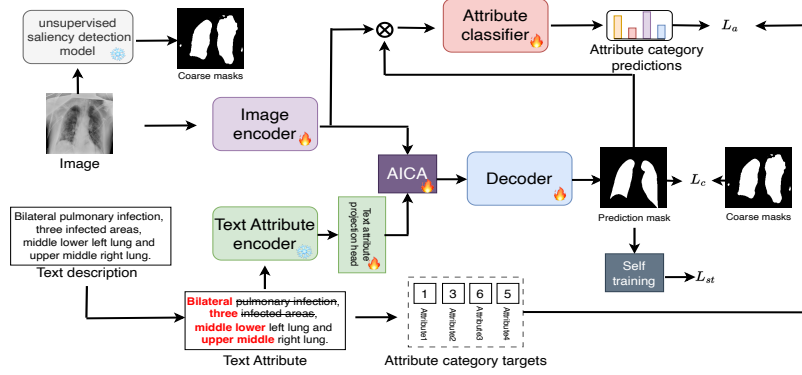 unsupervised
saliency detection
model
Coarse masks
Image
Image
encoder
Attribute
classifier
Attribute category
predictions
L_a
AICA
Decoder
Prediction mask
L_c
Coarse masks
Self
training
L_st
Bilateral pulmonary infection,
three infected areas,
middle lower left lung and
upper middle right lung.
Text description
Text Attribute
encoder
Text attribute
projection head
Bilateral pulmonary infection,
three infected areas,
middle lower left lung and
upper middle right lung.
Text Attribute
1 3 6 5
Attribute1 Attribute2 Attribute3 Attribute4
Attribute category targets